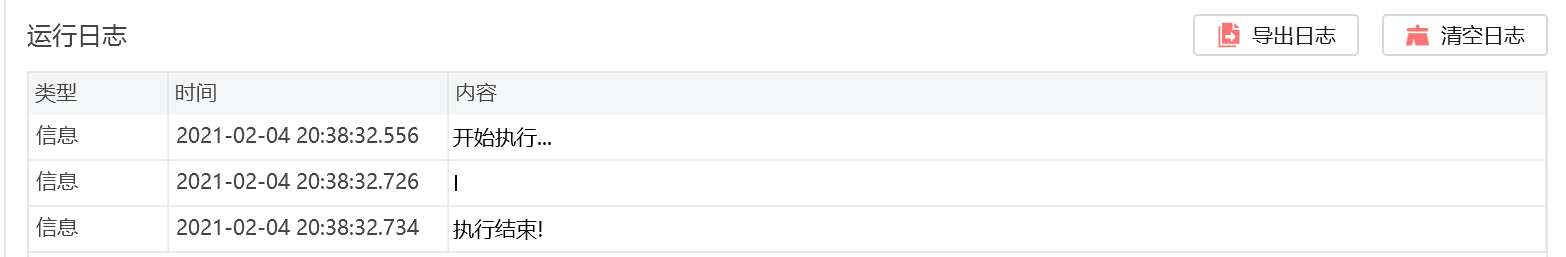 运行日志
导出日志
清空日志
类型 时间 内容
信息 2021-02-04 20:38:32.556 开始执行...
信息 2021-02-04 20:38:32.726
信息 2021-02-04 20:38:32.734 执行结束!